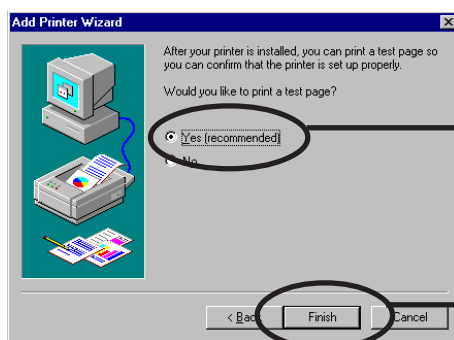 Add Printer Wizard
After your printer is installed, you can print a test page so
you can confirm that the printer is set up properly.
Would you like to print a test page?
Yes (recommended)
No
< Back
Finish
Cancel